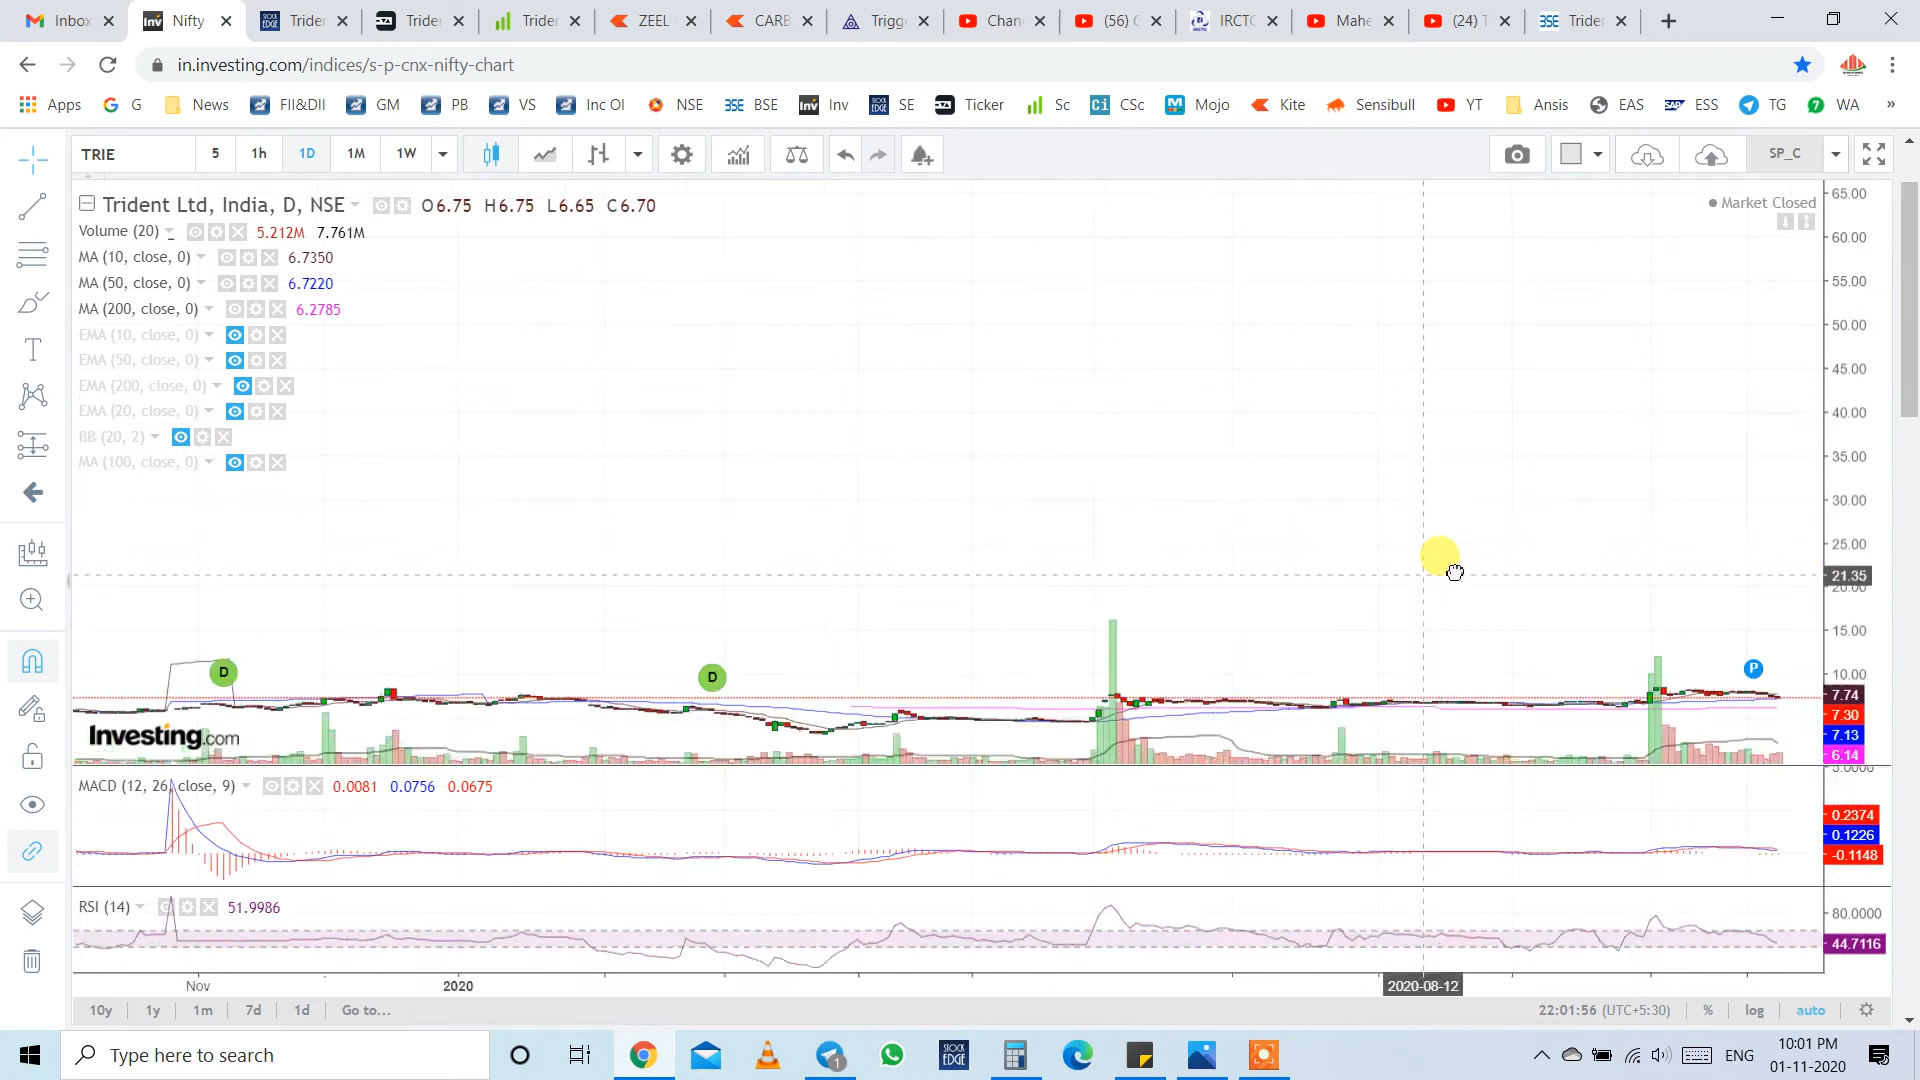 Inbox
Nifty
Trider
Trider
Trider
ZEEL
CARB
Trigg
Chan
(56) C
IRCTC
Mahe
(24) T
Trider
in.investing.com/indices/s-p-cnx-nifty-chart
Apps G News FII&DII GM PB VS Inc OI NSE BSE Inv SE Ticker Sc CSc Mojo Kite Sensibull YT Ansis EAS ESS TG WA »
TRIE 5 1h 1D 1M 1W SP_C
Trident Ltd, India, D, NSE O6.75 H6.75 L6.65 C6.70
Market Closed
Volume (20) 5.212M 7.761M
MA (10, close, 0) 6.7350
MA (50, close, 0) 6.7220
MA (200, close, 0) 6.2785
EMA (10, close, 0)
EMA (50, close, 0)
EMA (200, close, 0)
EMA (20, close, 0)
BB (20, 2)
MA (100, close, 0)
65.00
60.00
55.00
50.00
45.00
40.00
35.00
30.00
25.00
21.35
20.00
15.00
10.00
7.74
7.30
7.13
6.14
D
D
P
Investing.com
MACD (12, 26, close, 9) 0.0081 0.0756 0.0675
5.0000
0.2374
0.1226
-0.1148
RSI (14) 51.9986
80.0000
44.7116
Nov 2020 2020-08-12
10y 1y 1m 7d 1d Go to... 22:01:56 (UTC+5:30) % log auto
Type here to search
STOCK EDGE
1
ENG
10:01 PM
01-11-2020